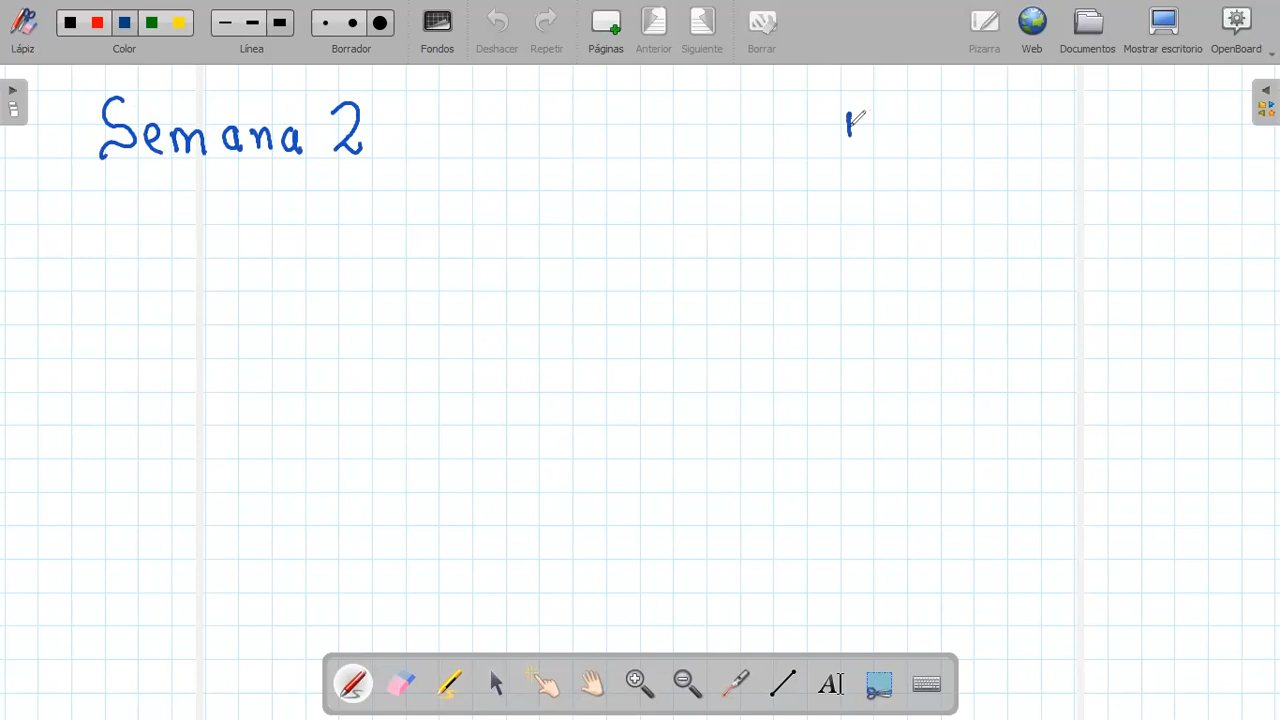 Lápiz Color Línea Borrador Fondos Deshacer Repetir Páginas Anterior Siguiente Borrar Pizarra Web Documentos Mostrar escritorio OpenBoard
Semana 2